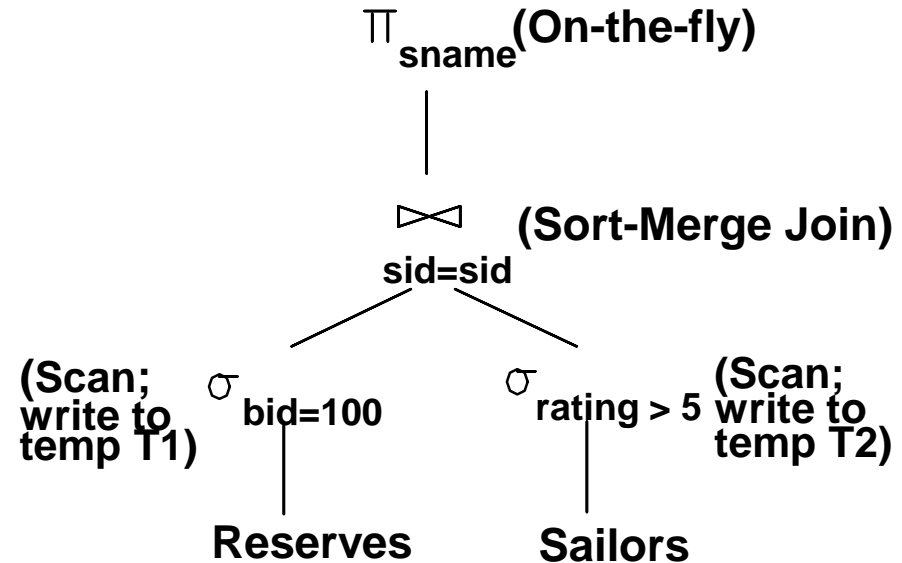 π sname (On-the-fly)
⋈ (Sort-Merge Join)
sid=sid
(Scan;
write to
temp T1)
σ bid=100
σ rating > 5
(Scan;
write to
temp T2)
Reserves
Sailors